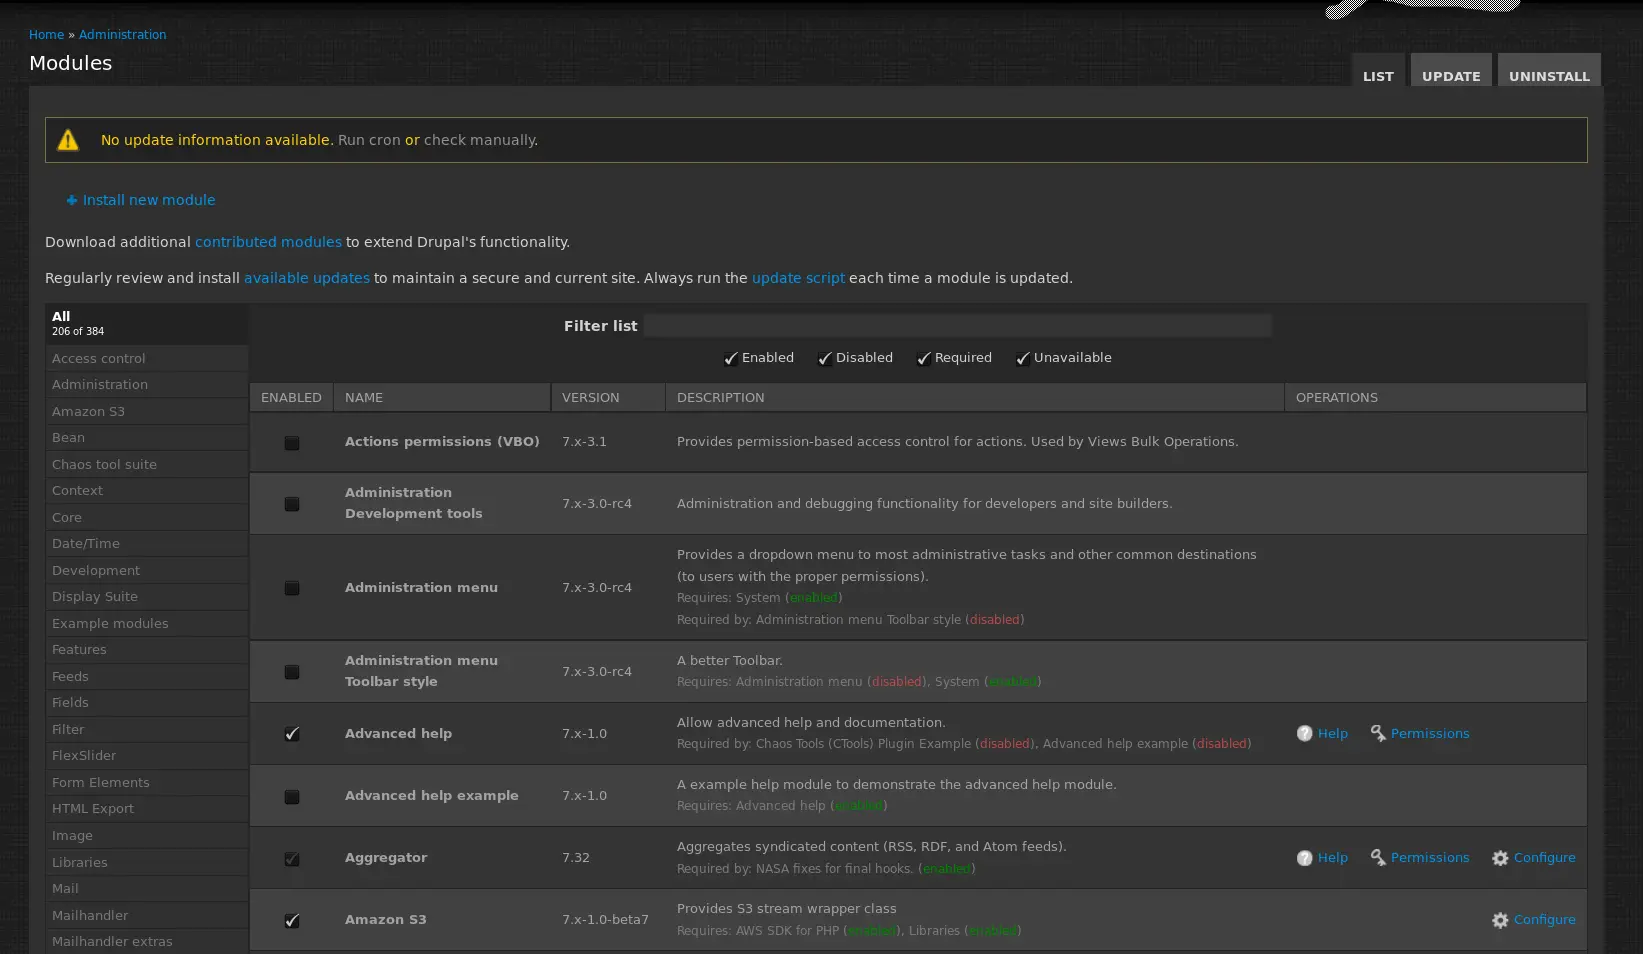 Home » Administration
Modules
LIST
UPDATE
UNINSTALL
No update information available. Run cron or check manually.
Install new module
Download additional contributed modules to extend Drupal's functionality.
Regularly review and install available updates to maintain a secure and current site. Always run the update script each time a module is updated.
All
206 of 384
Access control
Administration
Amazon S3
Bean
Chaos tool suite
Context
Core
Date/Time
Development
Display Suite
Example modules
Features
Feeds
Fields
Filter
FlexSlider
Form Elements
HTML Export
Image
Libraries
Mail
Mailhandler
Mailhandler extras
Filter list
Enabled Disabled Required Unavailable
ENABLED NAME VERSION DESCRIPTION OPERATIONS
Actions permissions (VBO) 7.x-3.1 Provides permission-based access control for actions. Used by Views Bulk Operations.
Administration
Development tools
7.x-3.0-rc4
Administration and debugging functionality for developers and site builders.
Administration menu
7.x-3.0-rc4
Provides a dropdown menu to most administrative tasks and other common destinations
(to users with the proper permissions).
Requires: System (enabled)
Required by: Administration menu Toolbar style (disabled)
Administration menu
Toolbar style
7.x-3.0-rc4
A better Toolbar.
Requires: Administration menu (disabled), System (enabled)
Advanced help
7.x-1.0
Allow advanced help and documentation.
Required by: Chaos Tools (CTools) Plugin Example (disabled), Advanced help example (disabled)
Help Permissions
Advanced help example
7.x-1.0
A example help module to demonstrate the advanced help module.
Requires: Advanced help (enabled)
Aggregator
7.32
Aggregates syndicated content (RSS, RDF, and Atom feeds).
Required by: NASA fixes for final hooks. (enabled)
Help Permissions Configure
Amazon S3
7.x-1.0-beta7
Provides S3 stream wrapper class
Requires: AWS SDK for PHP (enabled), Libraries (enabled)
Configure